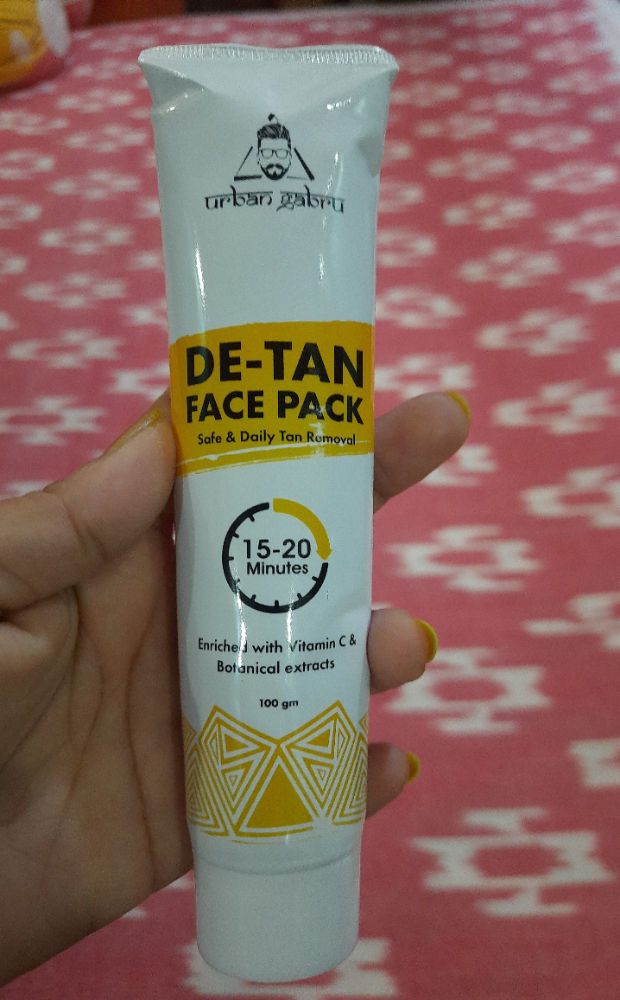 urban gabru
DE-TAN
FACE PACK
Safe & Daily Tan Removal
15-20
Minutes
Enriched with Vitamin C &
Botanical extracts
100 gm